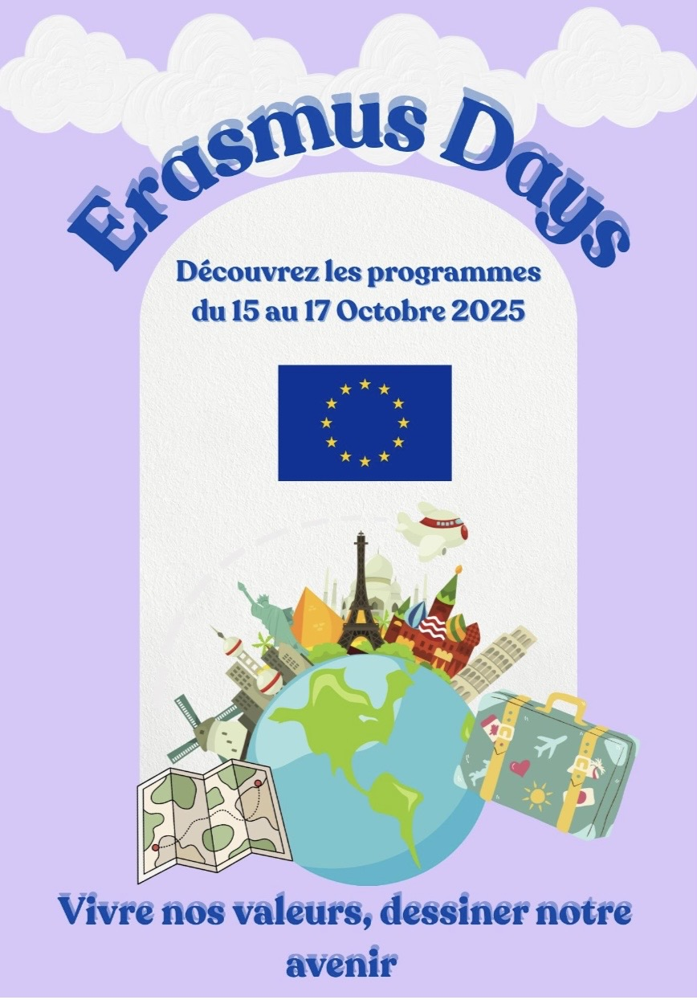 Erasmus Days
Découvrez les programmes
du 15 au 17 Octobre 2025
Vivre nos valeurs, dessiner notre
avenir